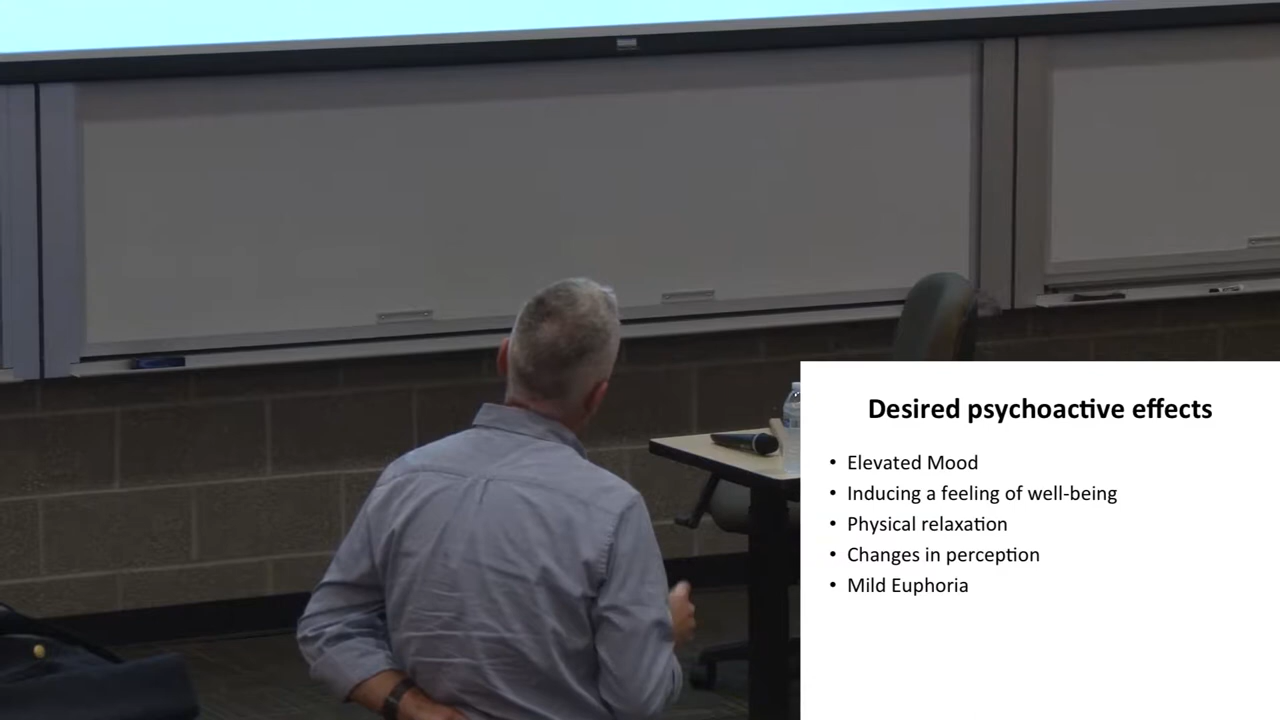 Desired psychoactive effects
• Elevated Mood
• Inducing a feeling of well-being
• Physical relaxation
• Changes in perception
• Mild Euphoria